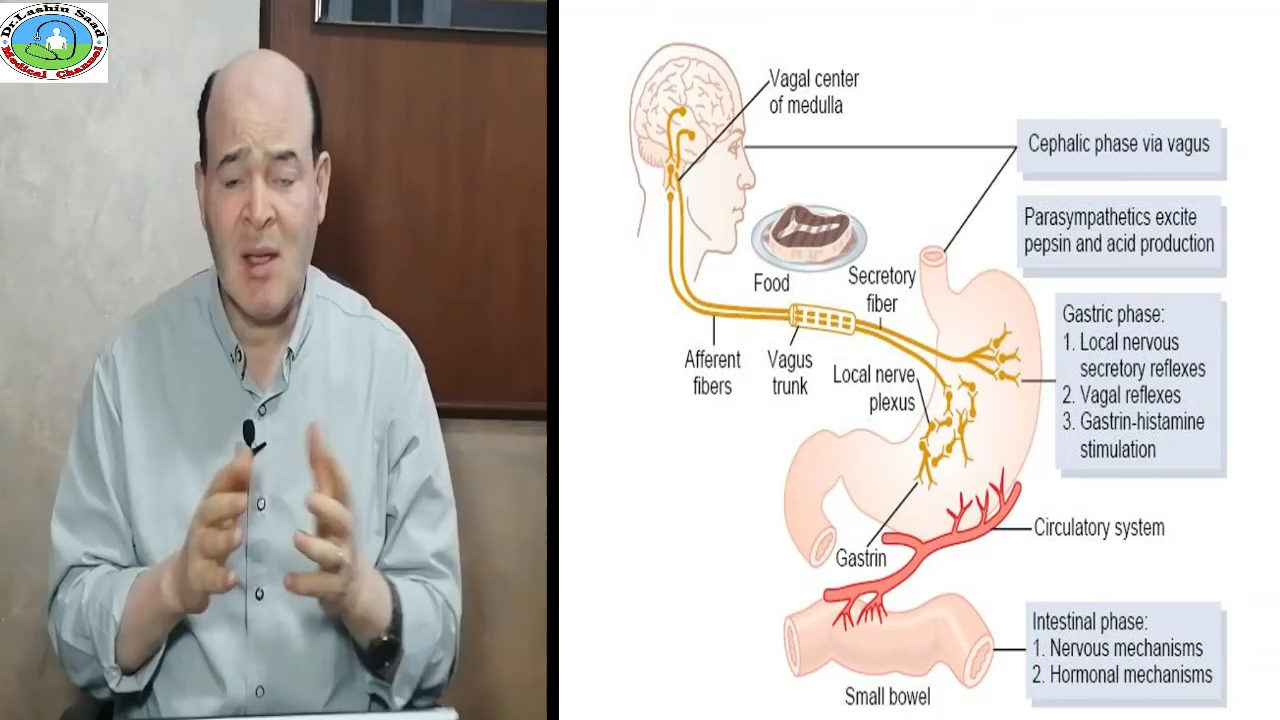 Dr.Lashin Saad
Medical Channel
Vagal center
of medulla
Cephalic phase via vagus
Parasympathetics excite
pepsin and acid production
Food
Secretory
fiber
Afferent
fibers
Vagus
trunk
Local nerve
plexus
Gastric phase:
1. Local nervous
secretory reflexes
2. Vagal reflexes
3. Gastrin-histamine
stimulation
Circulatory system
Gastrin
Intestinal phase:
1. Nervous mechanisms
2. Hormonal mechanisms
Small bowel